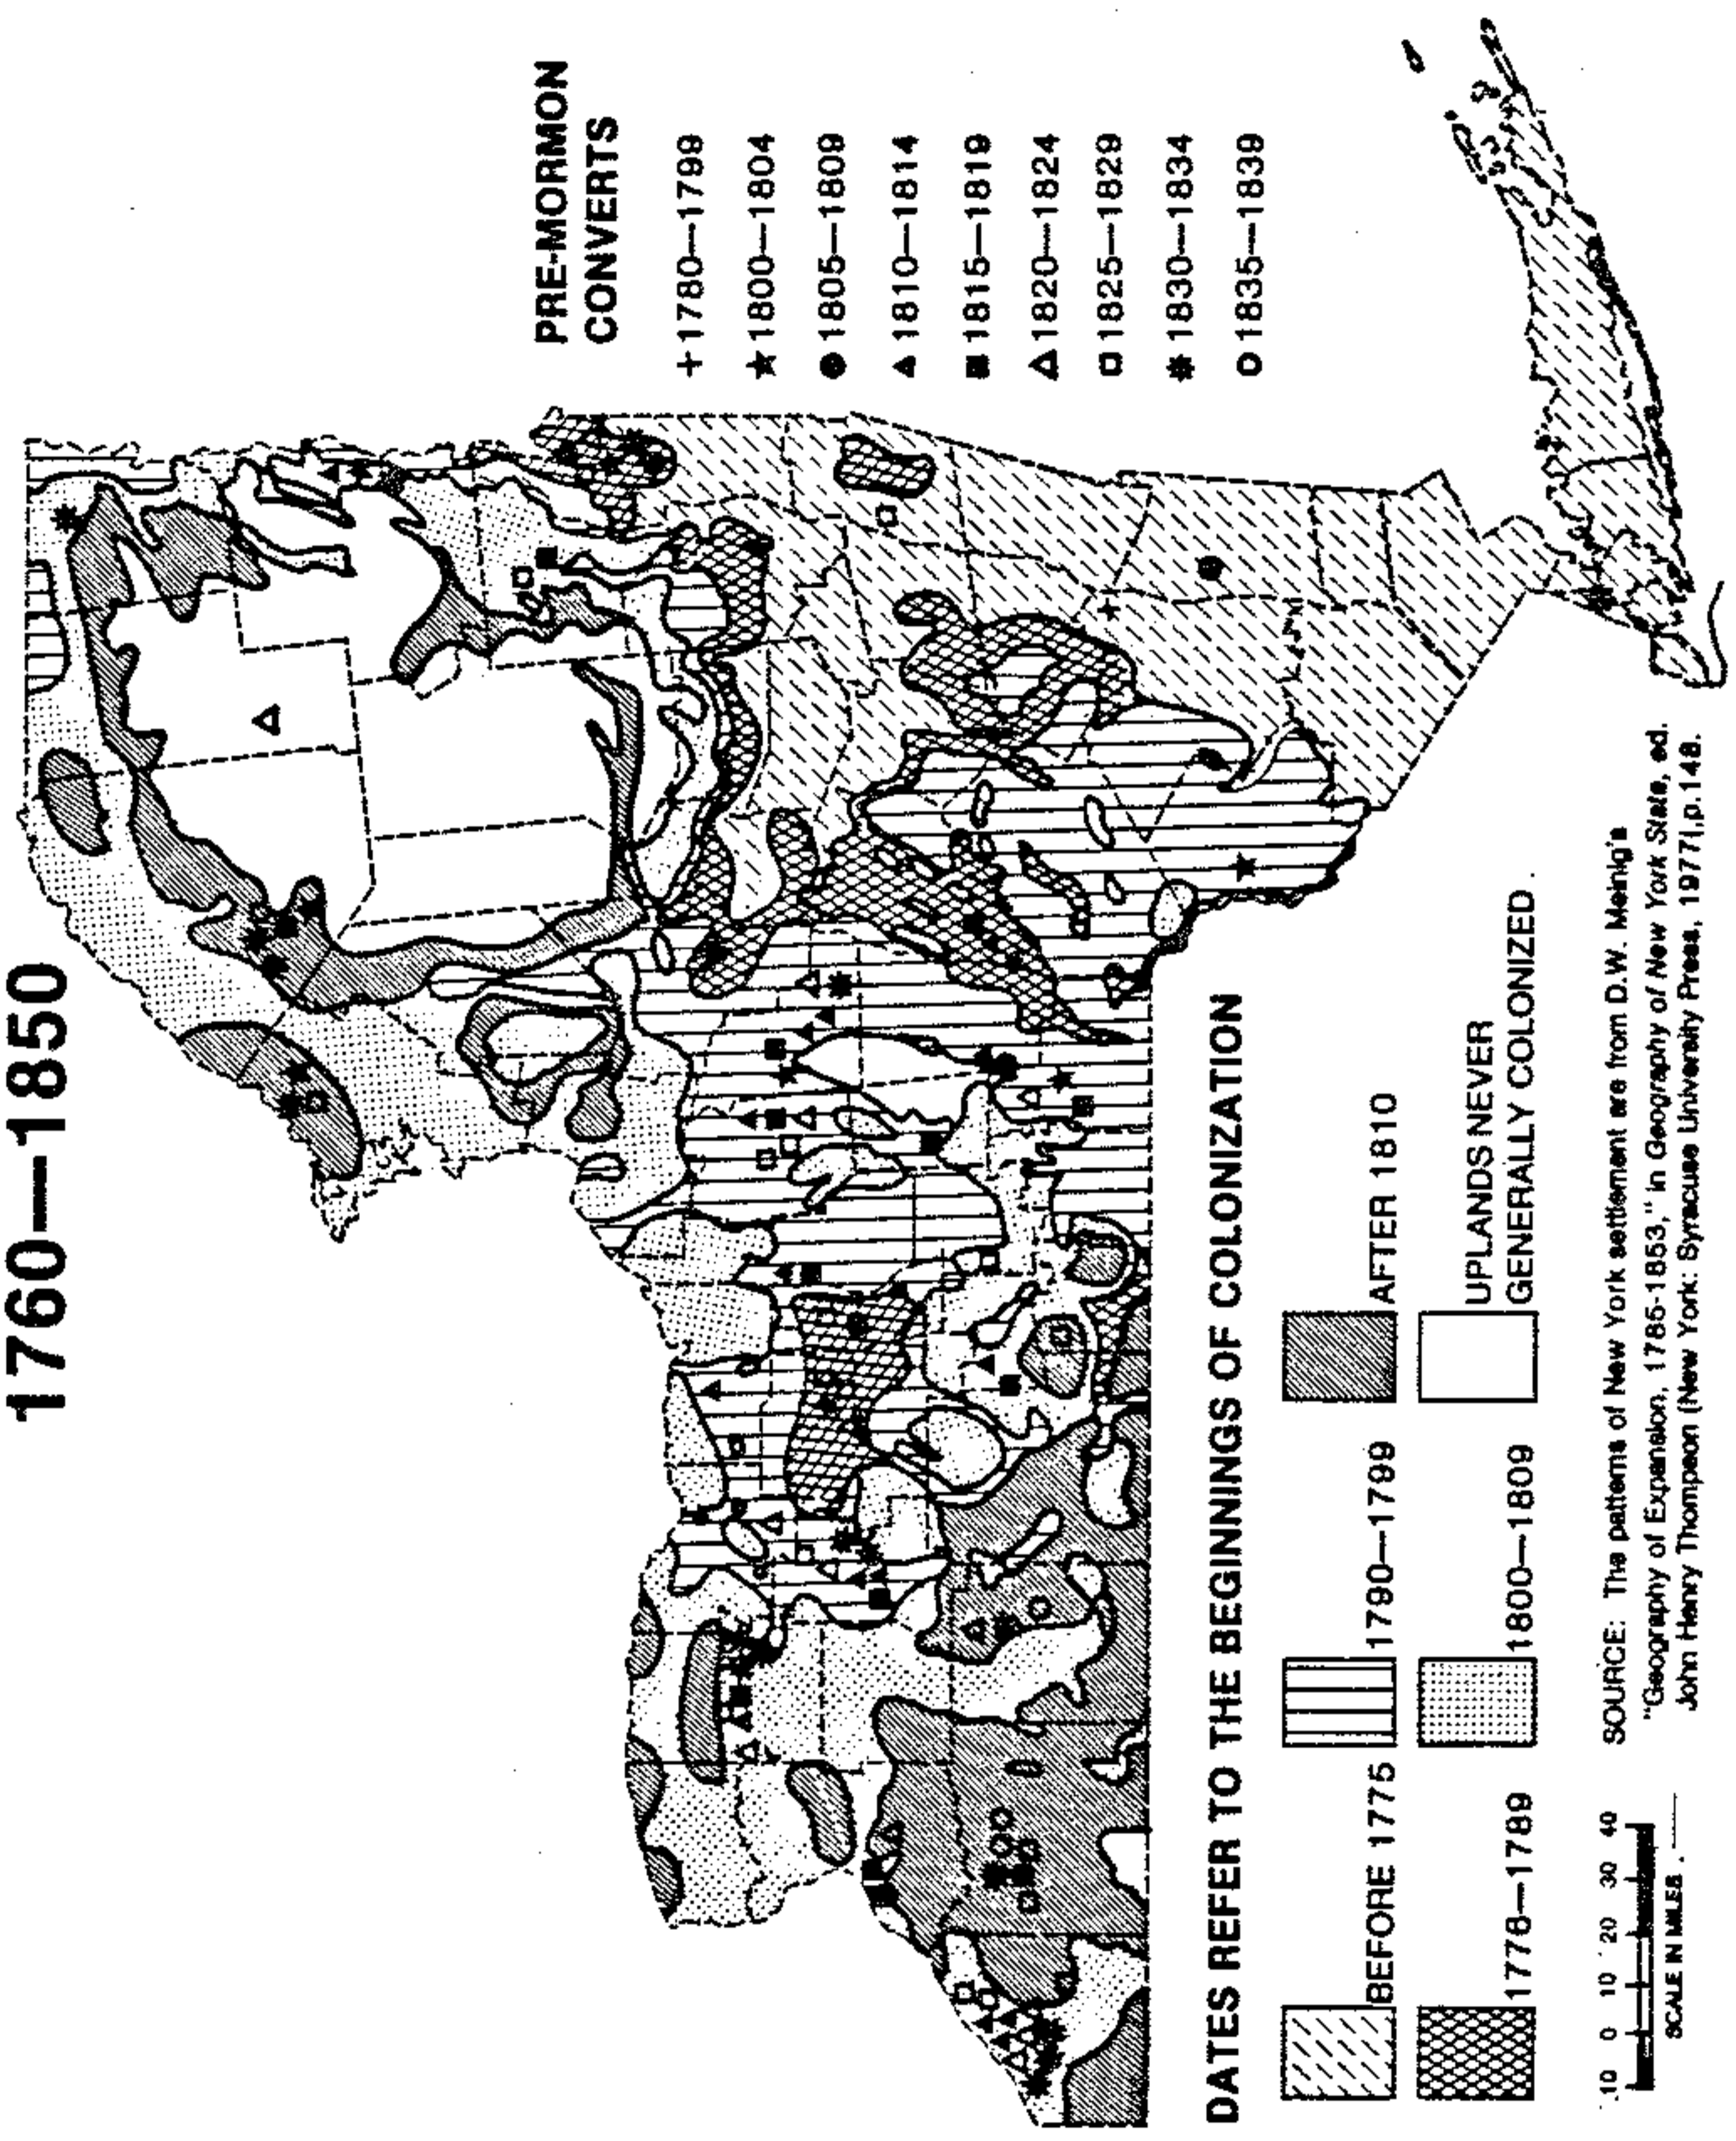 1760—1850
PRE-MORMON
CONVERTS
1780—1799
1800—1804
1805—1809
1810—1814
1815—1819
1820—1824
1825—1829
1830—1834
1835—1839
DATES REFER TO THE BEGINNINGS OF COLONIZATION
BEFORE 1775
1790—1799
AFTER 1810
1776—1789
1800—1809
UPLANDS NEVER
GENERALLY COLONIZED.
10 0 10 20 30 40
SCALE IN MILES.
SOURCE: The patterns of New York settlement are from D.W. Meinig's
"Geography of Expansion, 1785-1853," in Geography of New York State, ed.
John Henry Thompson (New York: Syracuse University Press, 1977), p.148.